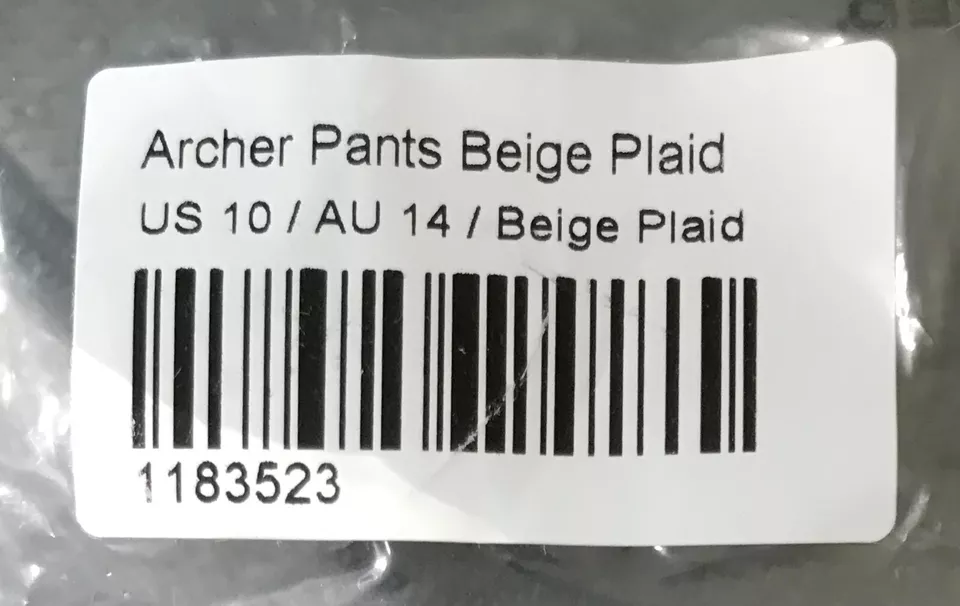 Archer Pants Beige Plaid
US 10 / AU 14 / Beige Plaid
1183523